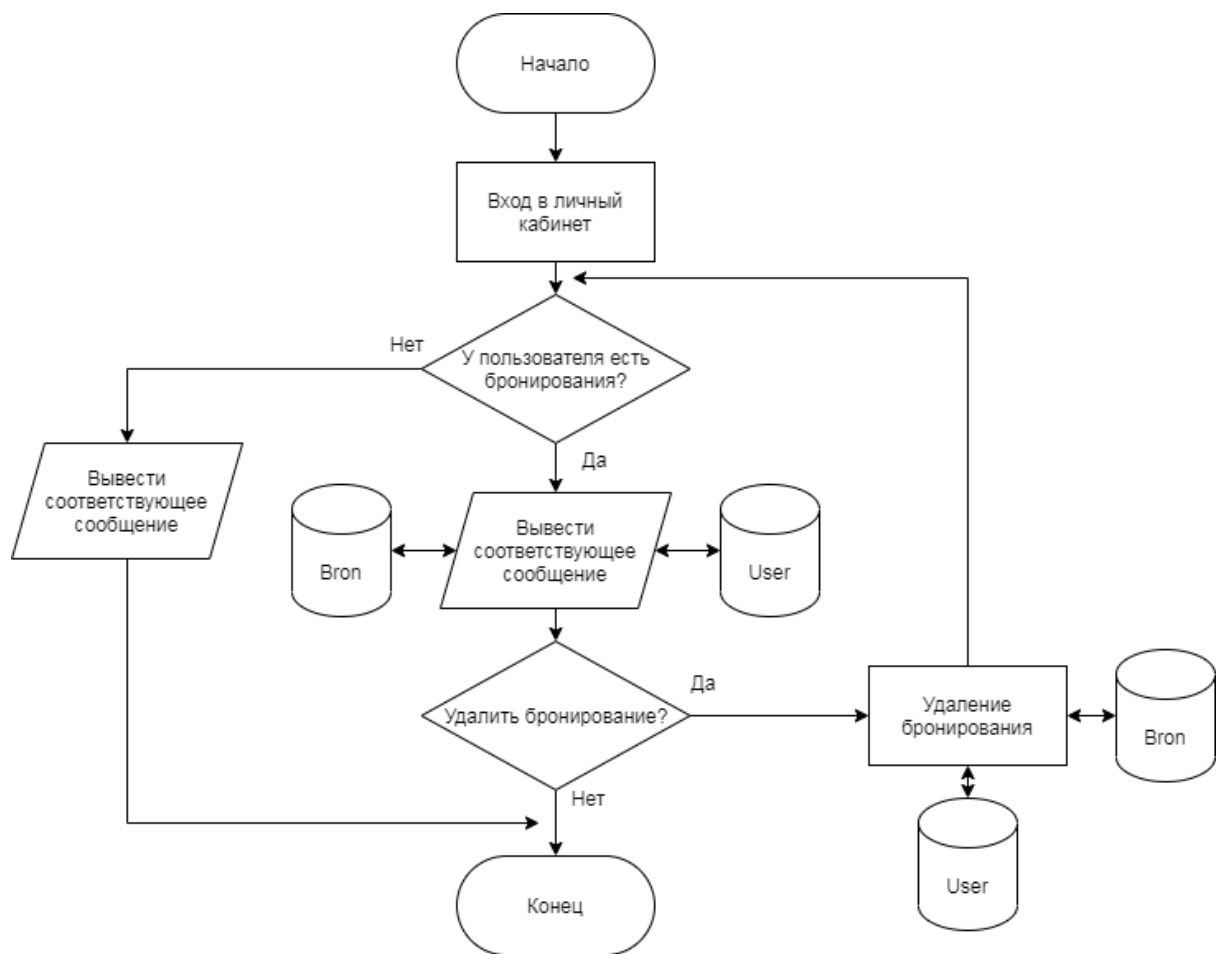 Начало
Вход в личный
кабинет
Нет
У пользователя есть
бронирования?
Вывести
соответствующее
сообщение
Да
Bron
Вывести
соответствующее
сообщение
User
Удалить бронирование?
Да
Удаление
бронирования
Bron
Нет
User
Конец